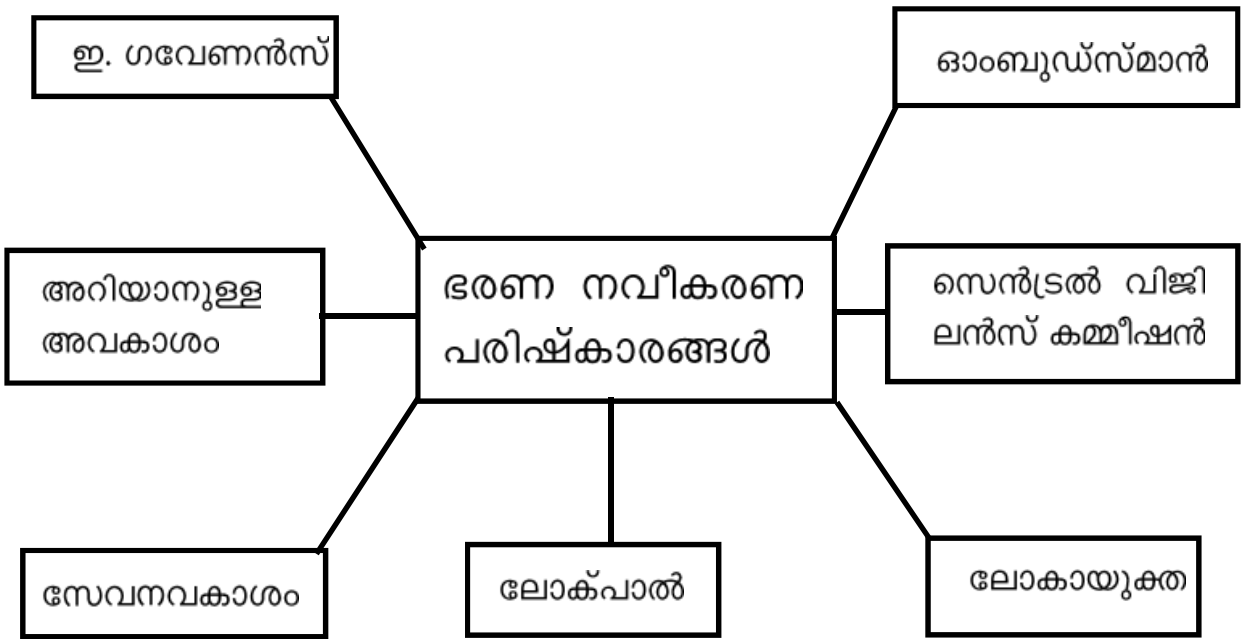 ഇ. ഗവേണൻസ്
ഓംബുഡ്സ്മാൻ
അറിയാനുള്ള
അവകാശം
ഭരണ നവീകരണ
പരിഷ്കാരങ്ങൾ
സെൻട്രൽ വിജി
ലൻസ് കമ്മീഷൻ
സേവനവകാശം
ലോക്പാൽ
ലോകായുക്ത